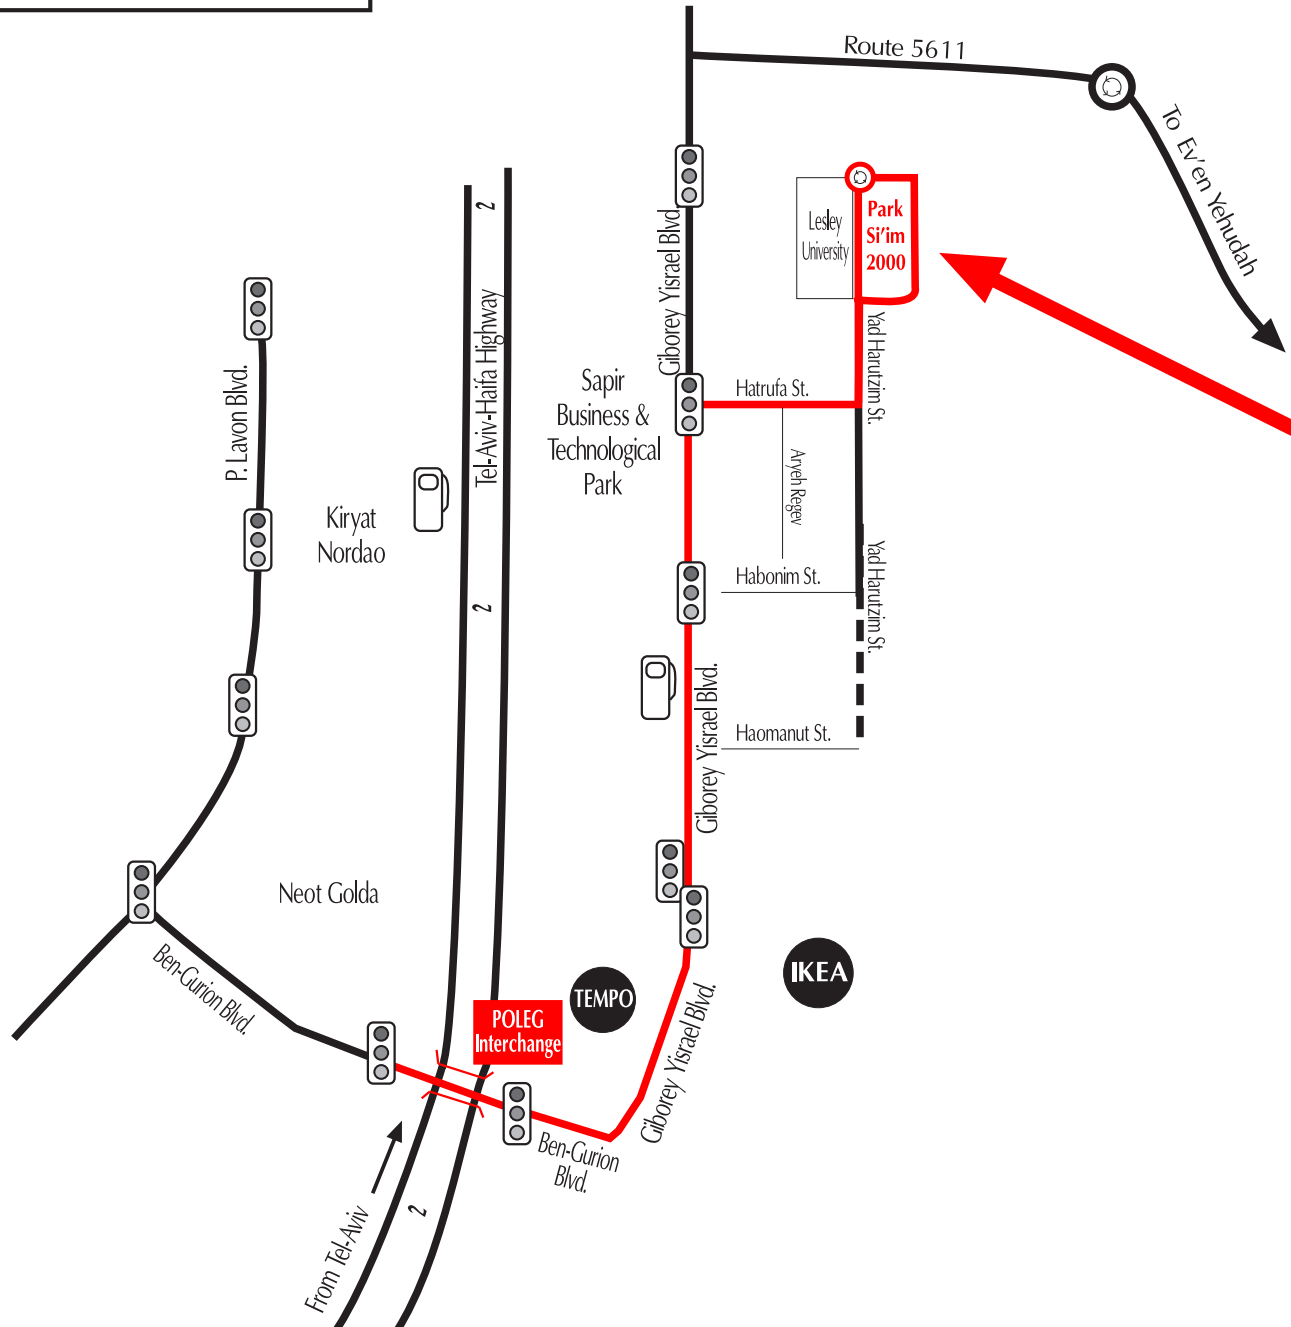 Route 5611
To Ev'en Yehudah
Lesley
University
Park
Si'im
2000
2
Giborey Yisrael Blvd.
Tel-Aviv-Haifa Highway
Yad Harutzim St.
P. Lavon Blvd.
Sapir
Business &
Technological
Park
Hatrufa St.
Aryeh Regev
Kiryat
Nordao
Habonim St.
Yad Harutzim St.
2
Giborey Yisrael Blvd.
Haomanut St.
Neot Golda
Ben-Gurion Blvd.
TEMPO
IKEA
POLEG
Interchange
Giborey Yisrael Blvd.
Ben-Gurion
Blvd.
From Tel-Aviv
2